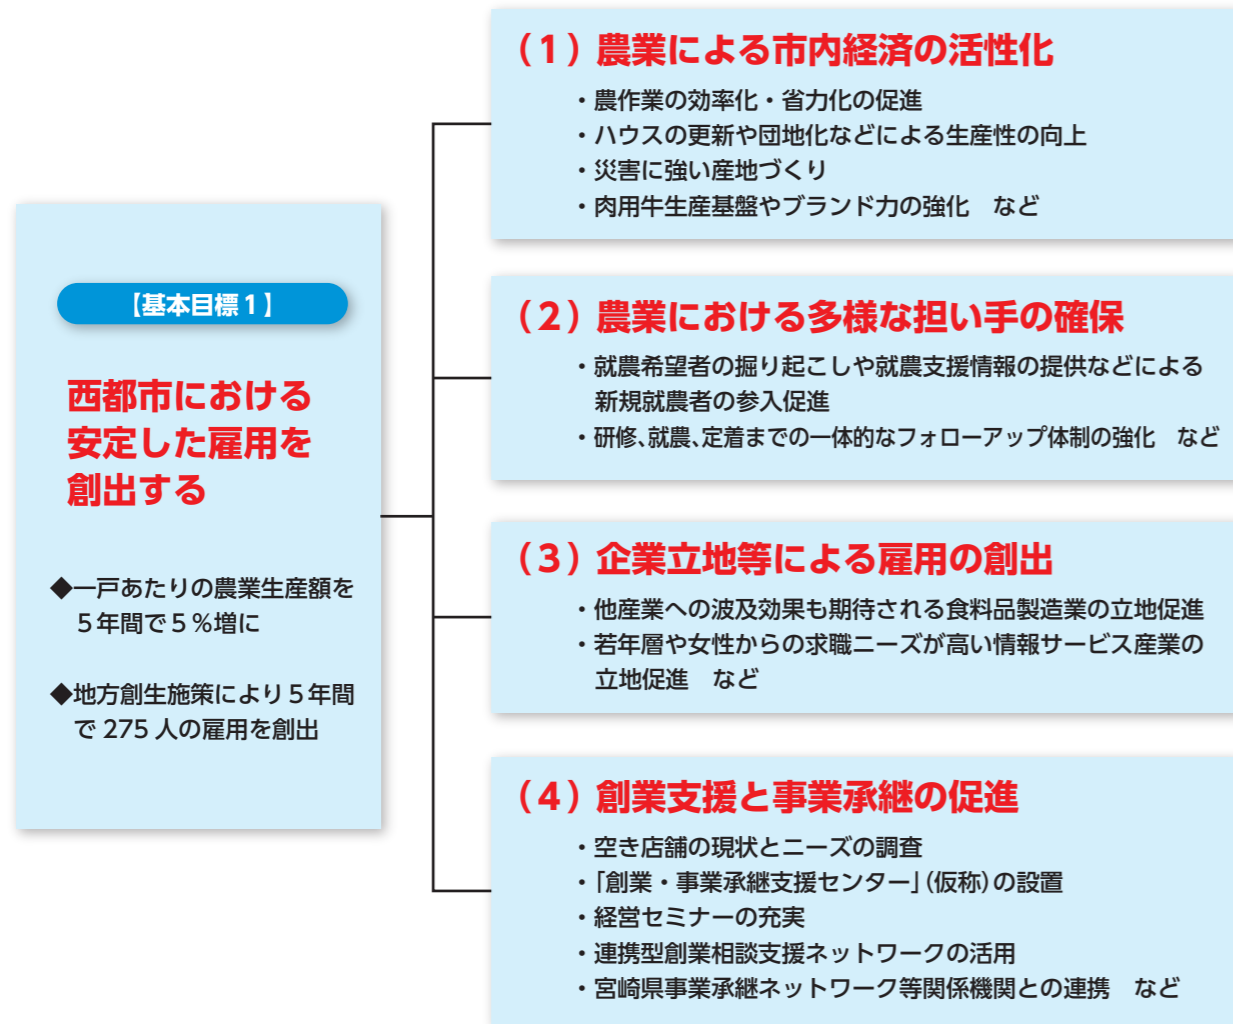 【基本目標1】
西都市における
安定した雇用を
創出する
◆一戸あたりの農業生産額を
5年間で5%増に
◆地方創生施策により5年間
で275人の雇用を創出
(1)農業による市内経済の活性化
・農作業の効率化・省力化の促進
・ハウスの更新や団地化などによる生産性の向上
・災害に強い産地づくり
・肉用牛生産基盤やブランド力の強化 など
(2)農業における多様な担い手の確保
・就農希望者の掘り起こしや就農支援情報の提供などによる
新規就農者の参入促進
・研修、就農、定着までの一体的なフォローアップ体制の強化 など
(3)企業立地等による雇用の創出
・他産業への波及効果も期待される食料品製造業の立地促進
・若年層や女性からの求職ニーズが高い情報サービス産業の
立地促進 など
(4)創業支援と事業承継の促進
・空き店舗の現状とニーズの調査
・「創業・事業承継支援センター」(仮称)の設置
・経営セミナーの充実
・連携型創業相談支援ネットワークの活用
・宮崎県事業承継ネットワーク等関係機関との連携 など